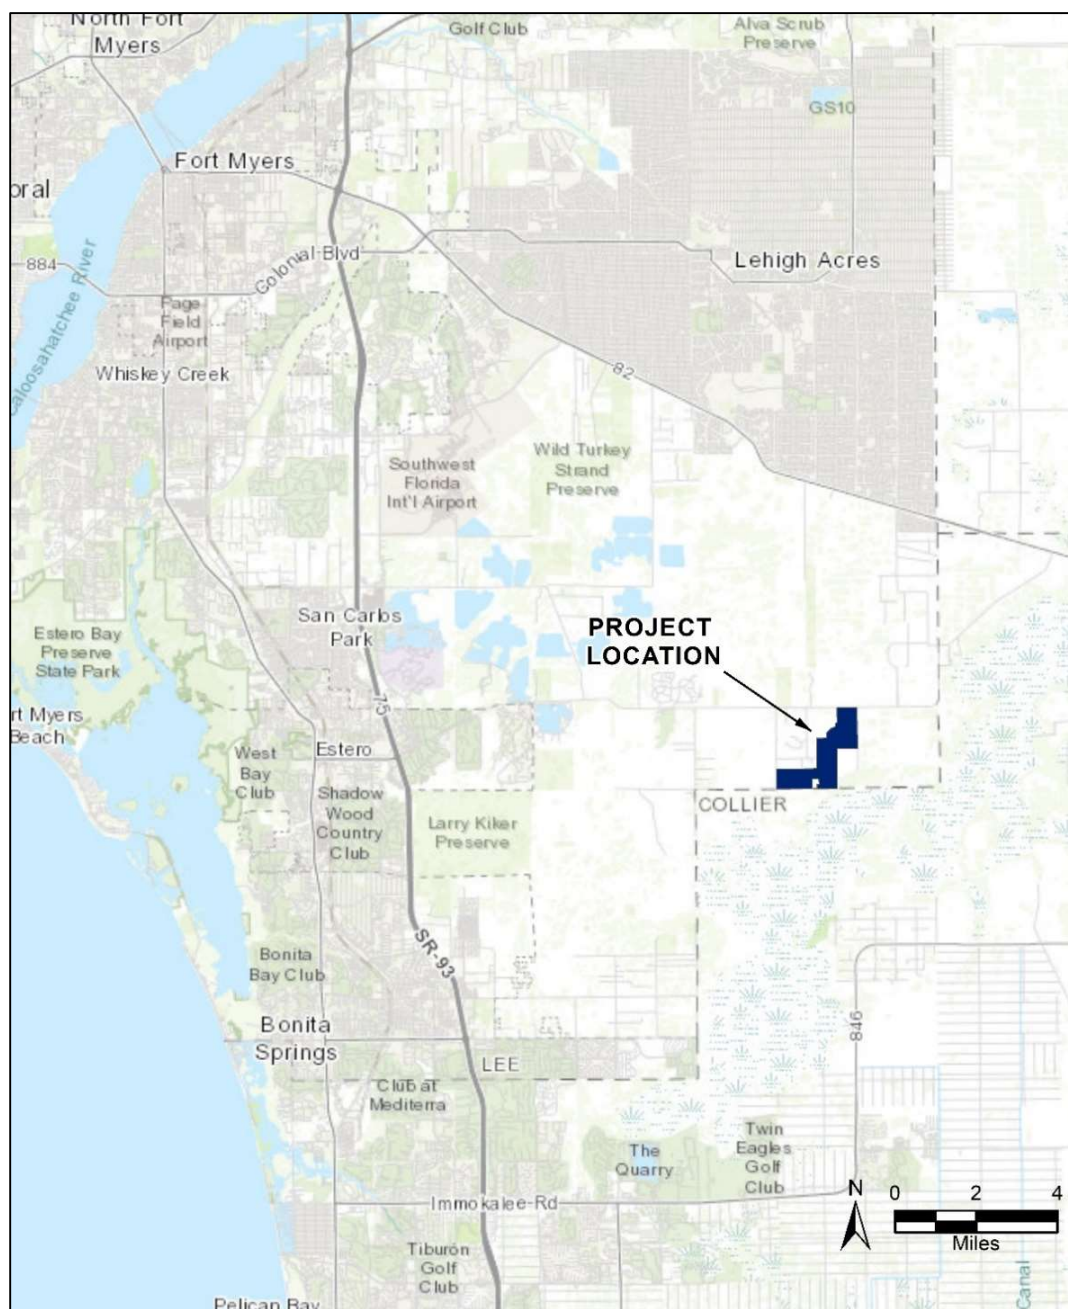 North Fort
Myers
Golf Club
Alva Scrub
Preserve
GS10
Fort Myers
oral
Colonial Blvd
Lehigh Acres
884
Caloosahatchee River
Page
Field
Airport
Whiskey Creek
82
Wild Turkey
Strand
Preserve
Southwest
Florida
Int'l Airport
San Carlos
Park
PROJECT
LOCATION
Estero Bay
Preserve
State Park
rt Myers
Beach
75
West
Bay
Club
Estero
Shadow
Wood
Country
Club
COLLIER
Larry Kiker
Preserve
SR-93
Bonita
Bay Club
Bonita
Springs
846
LEE
Club at
Mediterra
The
Quarry
Twin
Eagles
Golf
Club
Immokalee Rd
N
0 2 4
Miles
Tiburón
Golf
Club
Canal
Pelican Bay